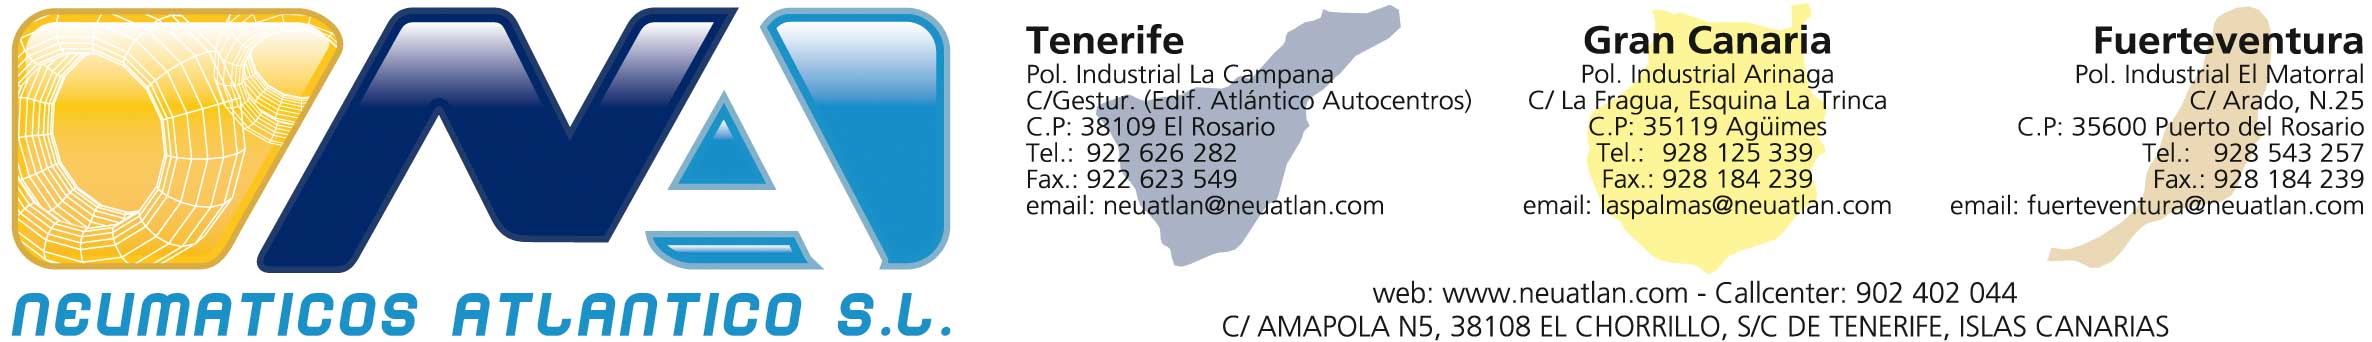 NA
NEUMATICOS ATLANTICO S.L.
Tenerife
Pol. Industrial La Campana
C/Gestur. (Edif. Atlántico Autocentros)
C.P: 38109 El Rosario
Tel.: 922 626 282
Fax.: 922 623 549
email: neuatlan@neuatlan.com
Gran Canaria
Pol. Industrial Arinaga
C/ La Fragua, Esquina La Trinca
C.P: 35119 Agüimes
Tel.: 928 125 339
Fax.: 928 184 239
email: laspalmas@neuatlan.com
Fuerteventura
Pol. Industrial El Matorral
C/ Arado, N.25
C.P: 35600 Puerto del Rosario
Tel.: 928 543 257
Fax.: 928 184 239
email: fuerteventura@neuatlan.com
web: www.neuatlan.com - Callcenter: 902 402 044
C/ AMAPOLA N5, 38108 EL CHORRILLO, S/C DE TENERIFE, ISLAS CANARIAS